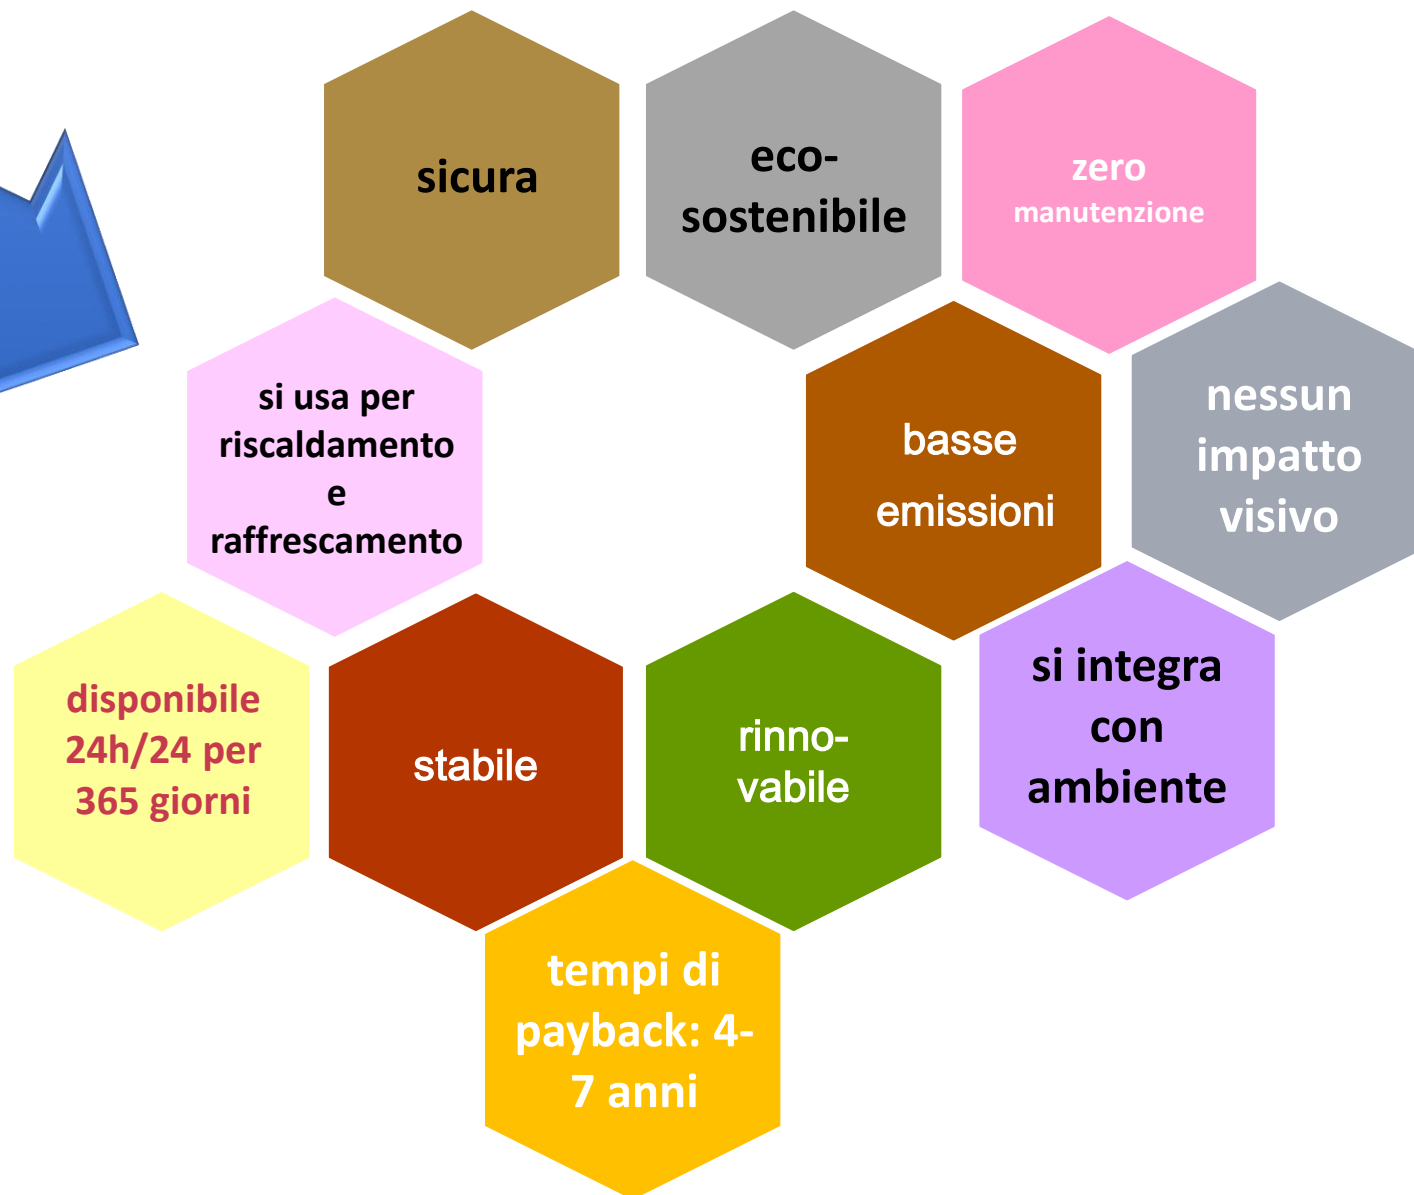 sicura
eco-
sostenibile
zero
manutenzione
si usa per
riscaldamento
e
raffrescamento
basse
emissioni
nessun
impatto
visivo
disponibile
24h/24 per
365 giorni
stabile
rinno-
vabile
si integra
con
ambiente
tempi di
payback: 4-
7 anni